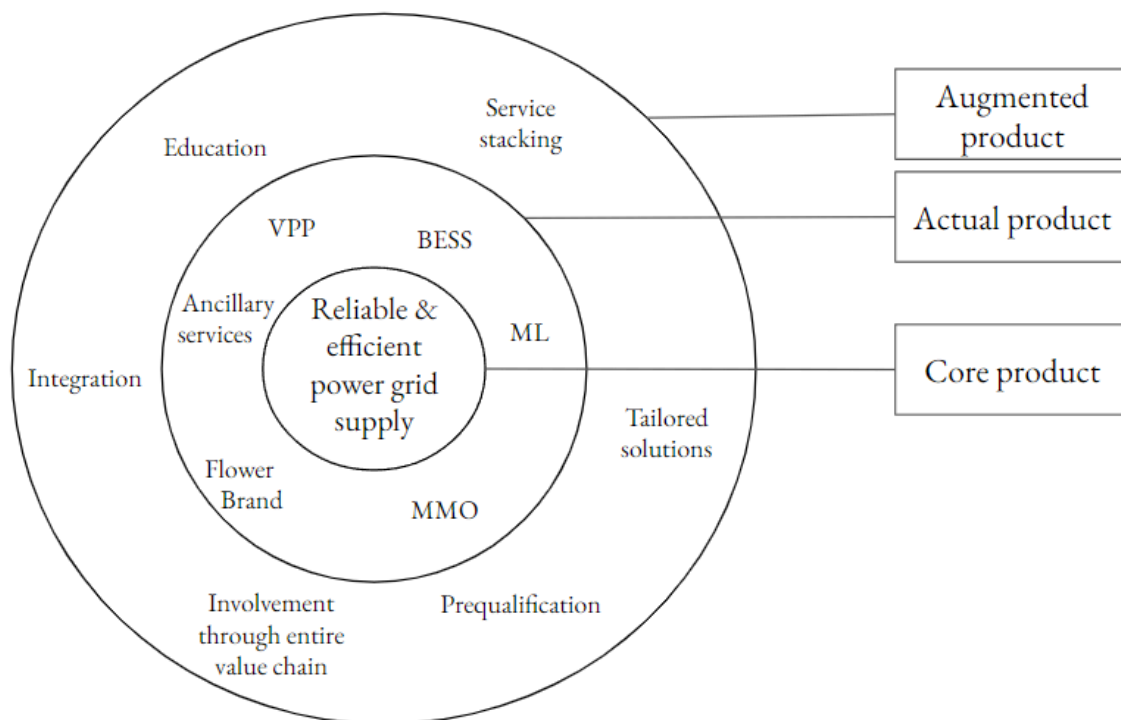 Service
stacking
Augmented
product
Education
Actual product
VPP
BESS
Ancillary
services
Reliable &
efficient
power grid
supply
ML
Core product
Integration
Tailored
solutions
Flower
Brand
MMO
Involvement
through entire
value chain
Prequalification